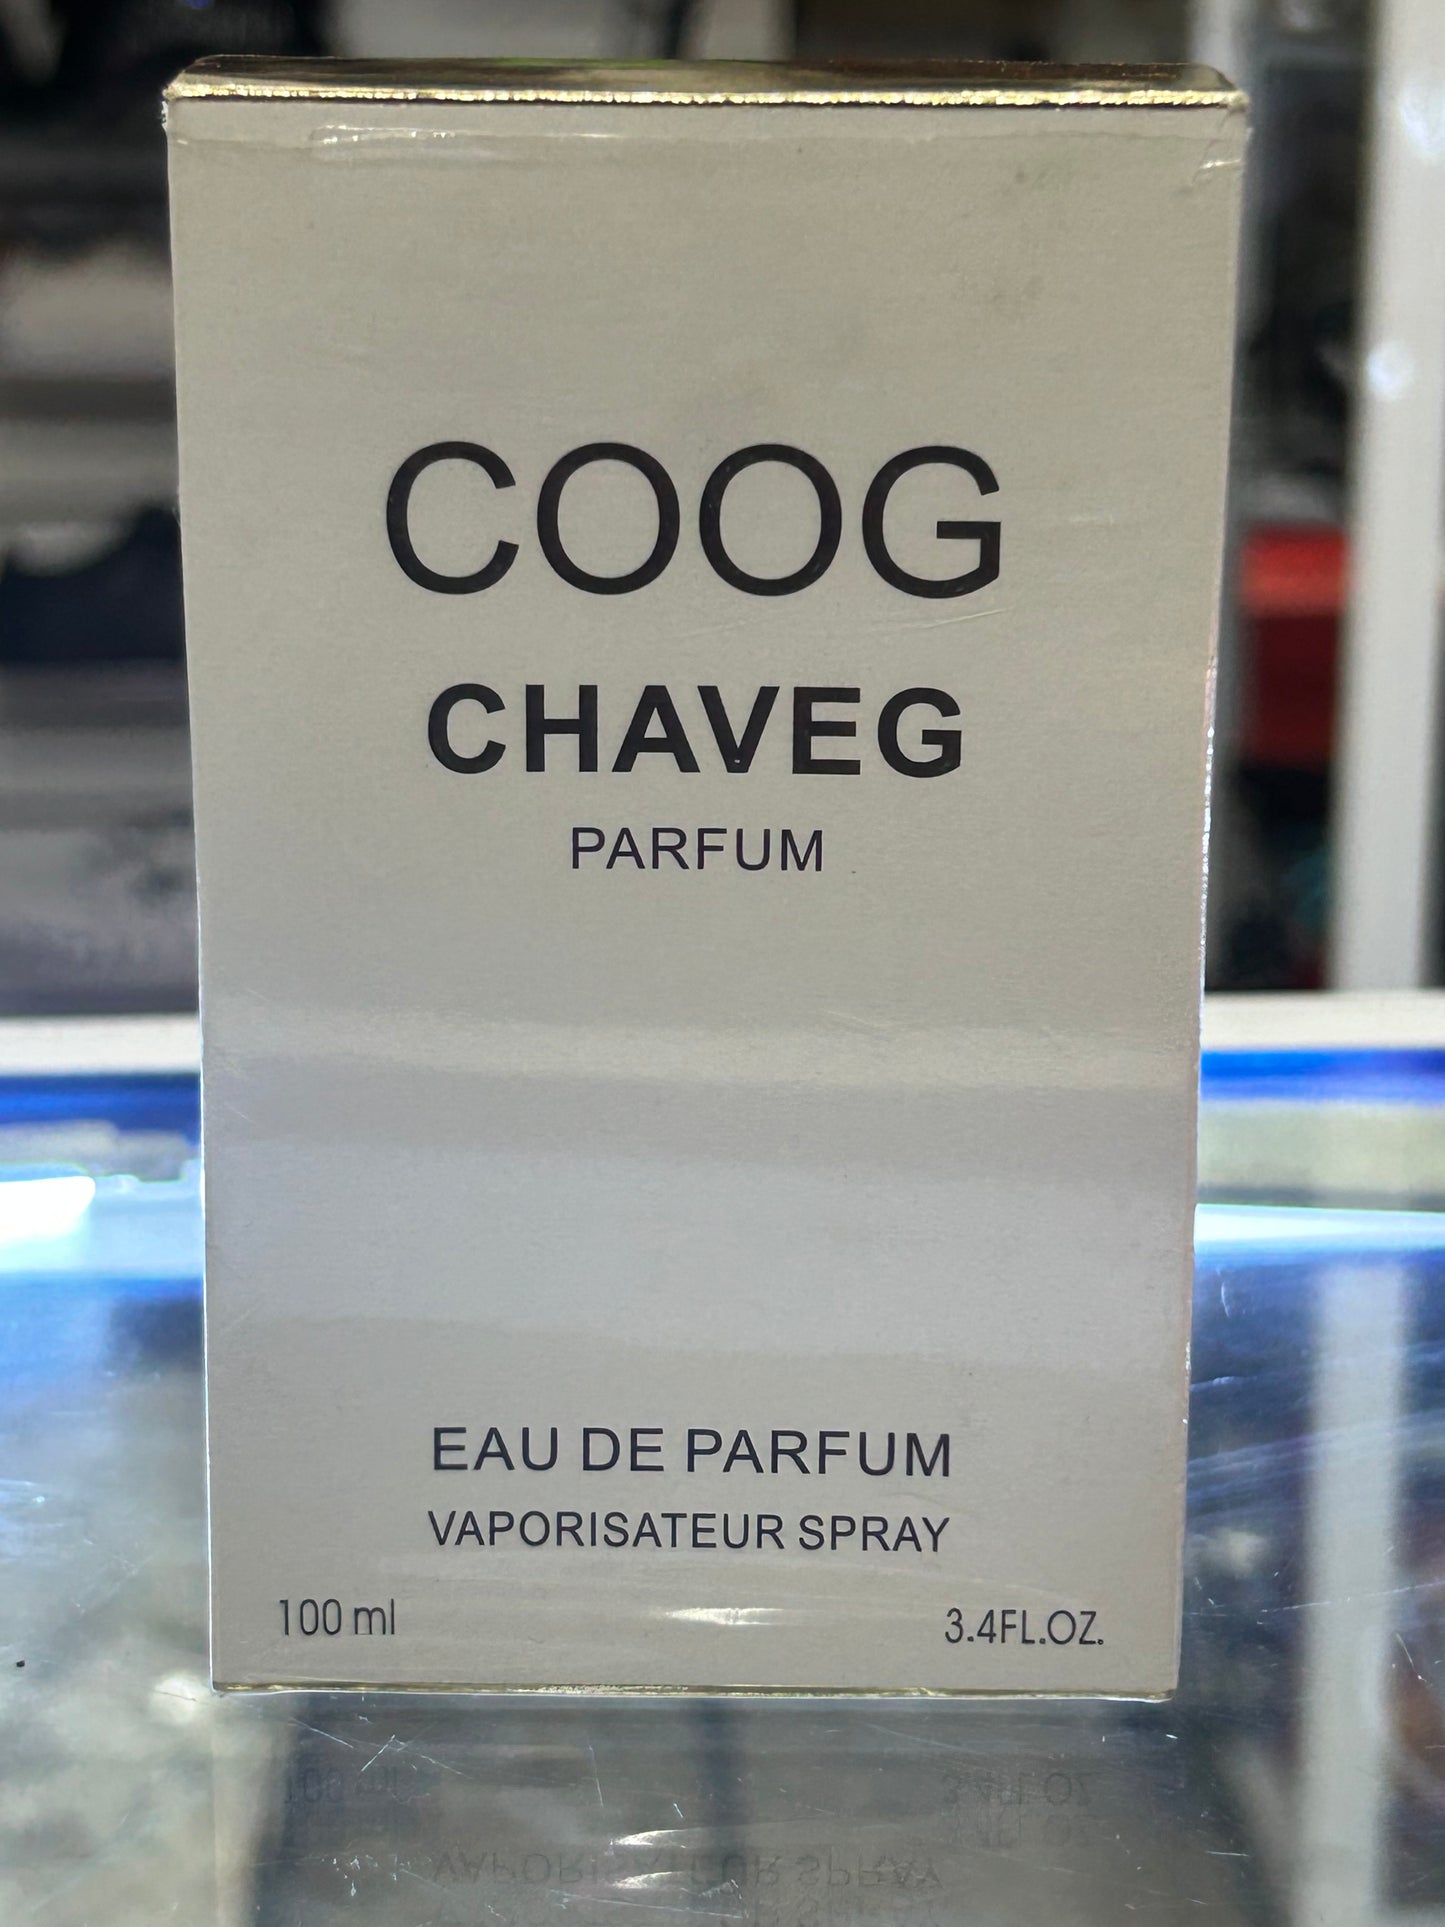 COOG
CHAVEG
PARFUM
EAU DE PARFUM
VAPORISATEUR SPRAY
100 ml
3.4FL.OZ.